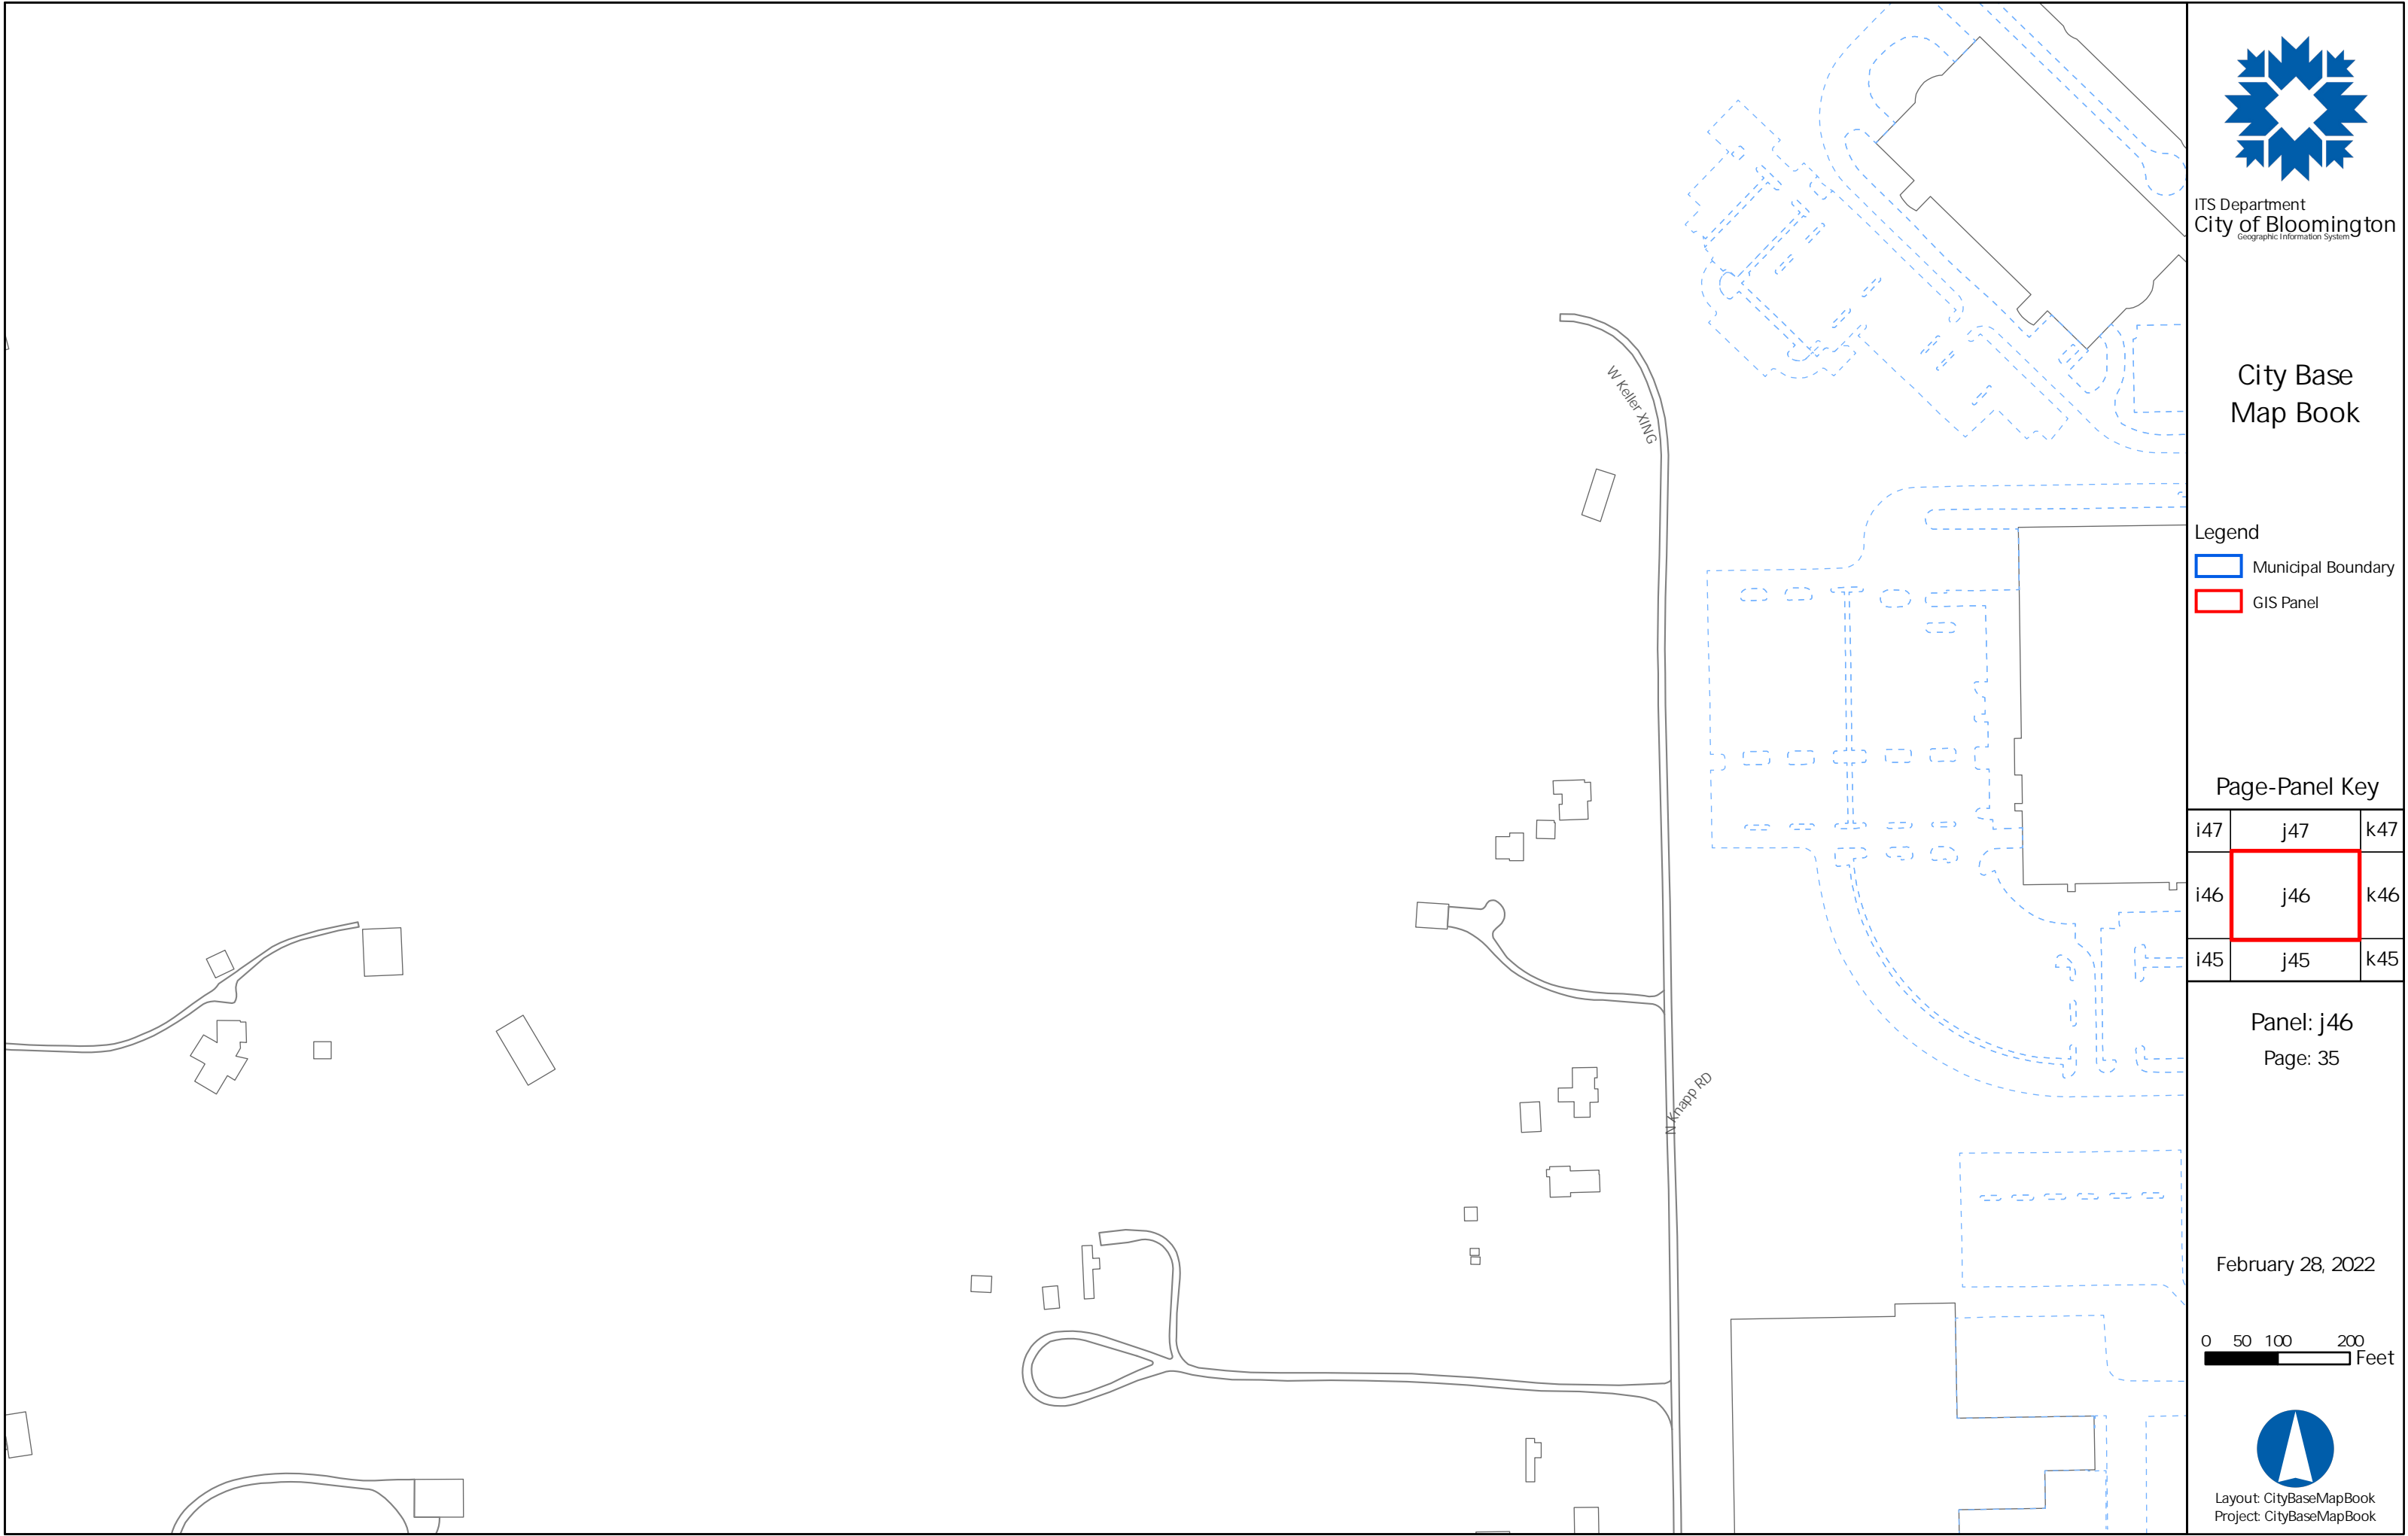 W Keller XING
N Knapp RD
ITS Department
City of Bloomington
Geographic Information System
City Base
Map Book
Legend
Municipal Boundary
GIS Panel
Page-Panel Key
i47 j47 k47
i46 j46 k46
i45 j45 k45
Panel: j46
Page: 35
February 28, 2022
0 50 100 200
Feet
Layout: CityBaseMapBook
Project: CityBaseMapBook